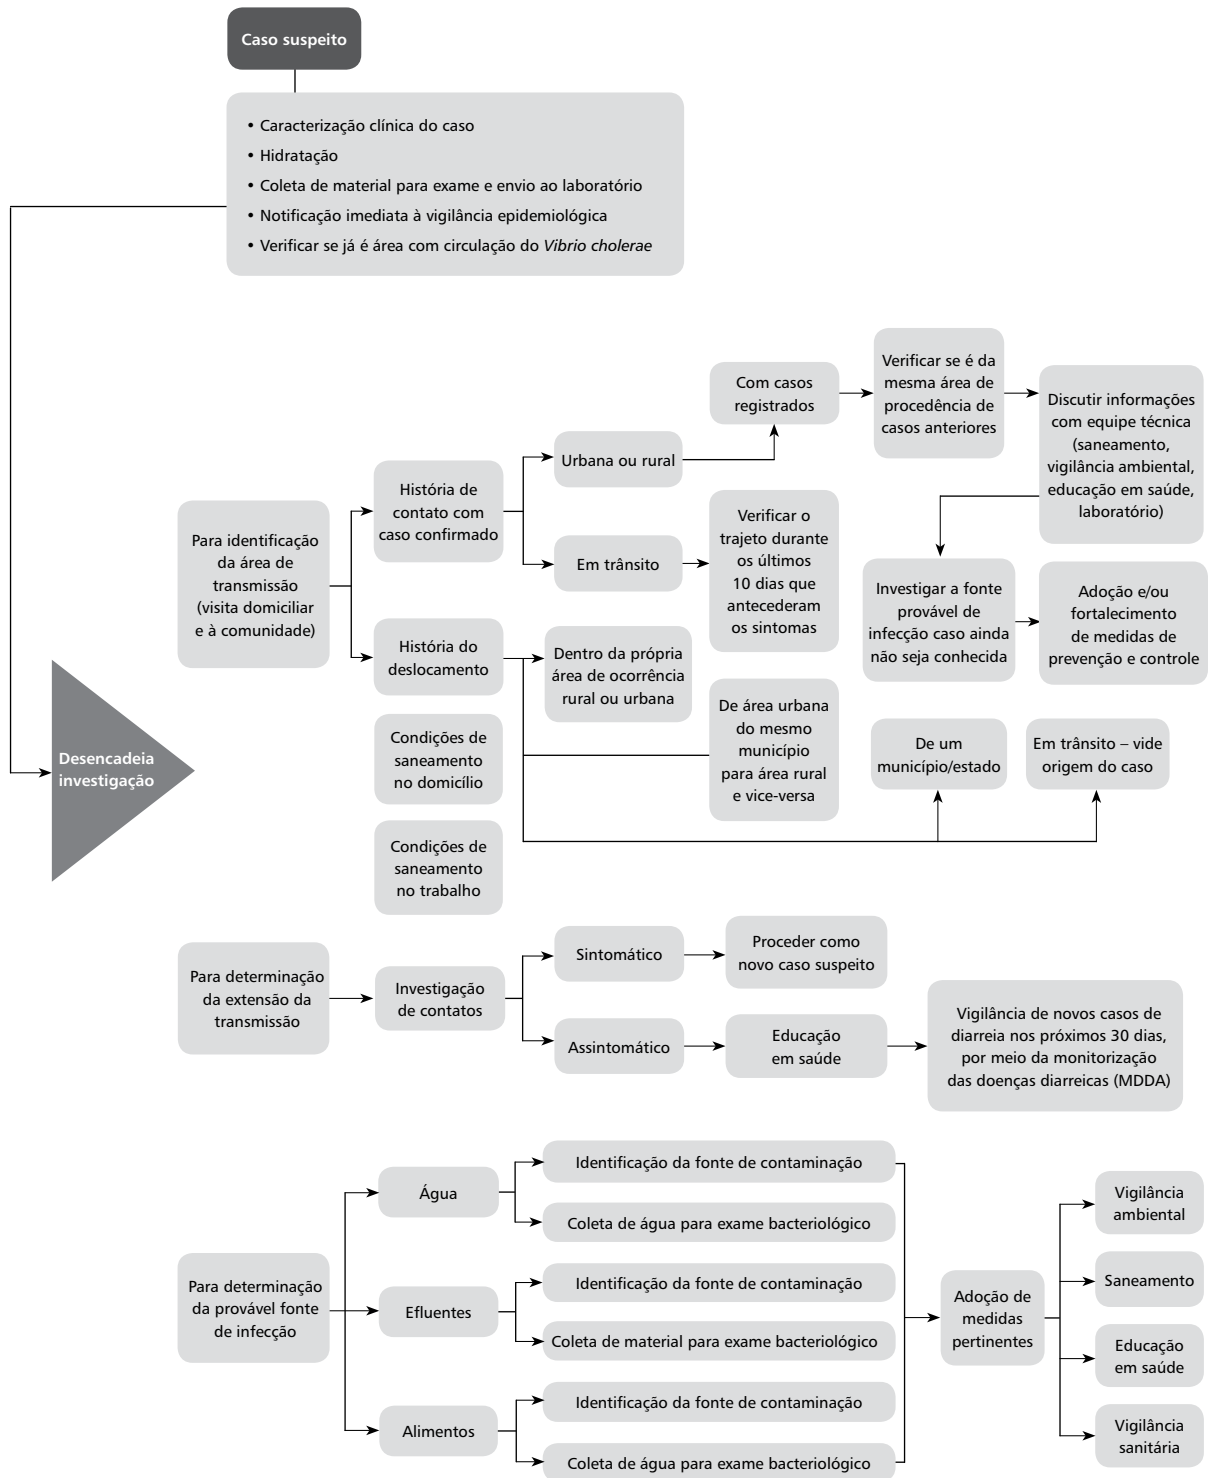 Caso suspeito
• Caracterização clínica do caso
• Hidratação
• Coleta de material para exame e envio ao laboratório
• Notificação imediata à vigilância epidemiológica
• Verificar se já é área com circulação do Vibrio cholerae
Desencadeia
investigação
Para identificação
da área de
transmissão
(visita domiciliar
e à comunidade)
História de
contato com
caso confirmado
Urbana ou rural
Com casos
registrados
Verificar se é da
mesma área de
procedência de
casos anteriores
Discutir informações
com equipe técnica
(saneamento,
vigilância ambiental,
educação em saúde,
laboratório)
Investigar a fonte
provável de
infecção caso ainda
não seja conhecida
Adoção e/ou
fortalecimento
de medidas de
prevenção e controle
Em trânsito
Verificar o
trajeto durante
os últimos
10 dias que
antecederam
os sintomas
História do
deslocamento
Dentro da própria
área de ocorrência
rural ou urbana
De área urbana
do mesmo
município
para área rural
e vice-versa
De um
município/estado
Em trânsito – vide
origem do caso
Condições de
saneamento
no domicílio
Condições de
saneamento
no trabalho
Para determinação
da extensão da
transmissão
Investigação
de contatos
Sintomático
Proceder como
novo caso suspeito
Assintomático
Educação
em saúde
Vigilância de novos casos de
diarreia nos próximos 30 dias,
por meio da monitorização
das doenças diarreicas (MDDA)
Para determinação
da provável fonte
de infecção
Água
Identificação da fonte de contaminação
Coleta de água para exame bacteriológico
Efluentes
Identificação da fonte de contaminação
Coleta de material para exame bacteriológico
Alimentos
Identificação da fonte de contaminação
Coleta de água para exame bacteriológico
Adoção de
medidas
pertinentes
Vigilância
ambiental
Saneamento
Educação
em saúde
Vigilância
sanitária